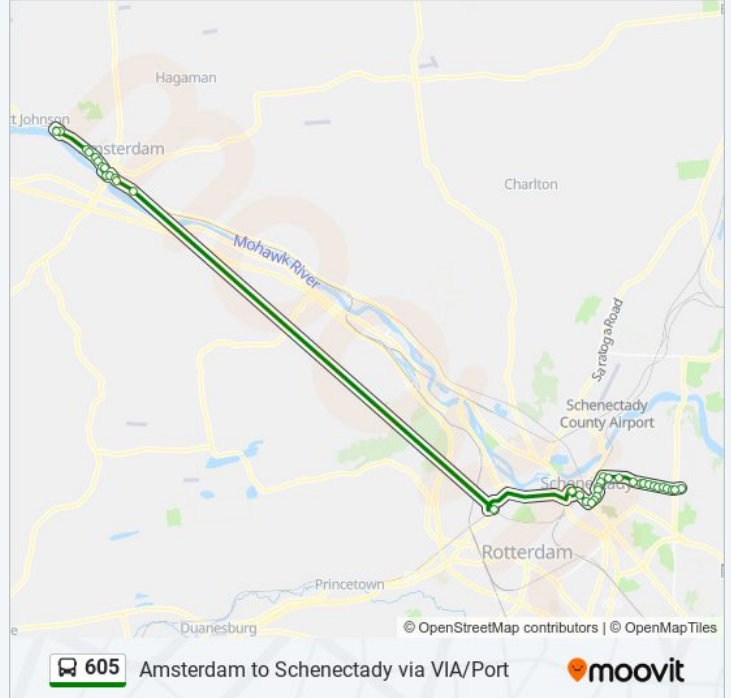 Hagaman
t Johnson
msterdam
Charlton
Mohawk River
Saratoga Road
Schenectady
County Airport
Schenectady
Rotterdam
Princetown
e
Duanesburg
© OpenStreetMap contributors | © OpenMapTiles
605 Amsterdam to Schenectady via VIA/Port
moovit